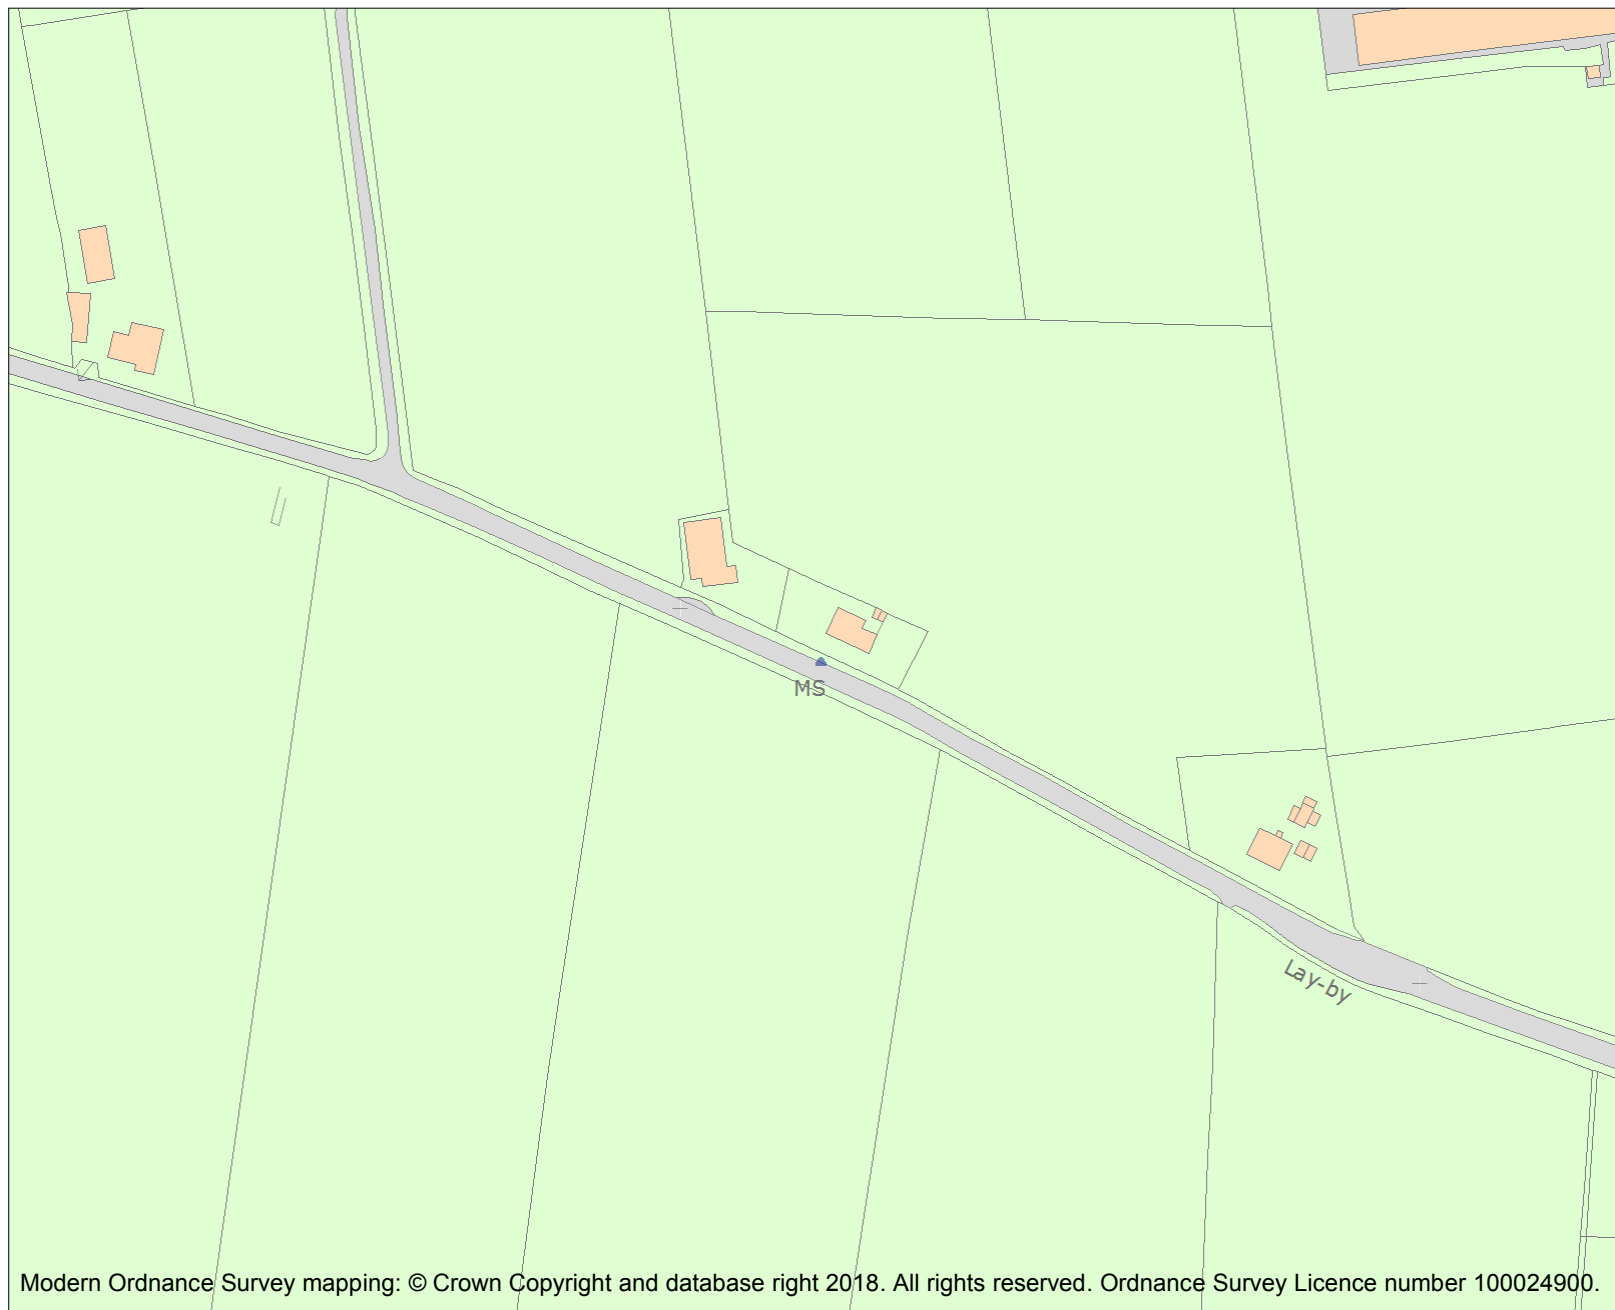 MS
Lay-by
Modern Ordnance Survey mapping: © Crown Copyright and database right 2018. All rights reserved. Ordnance Survey Licence number 100024900.